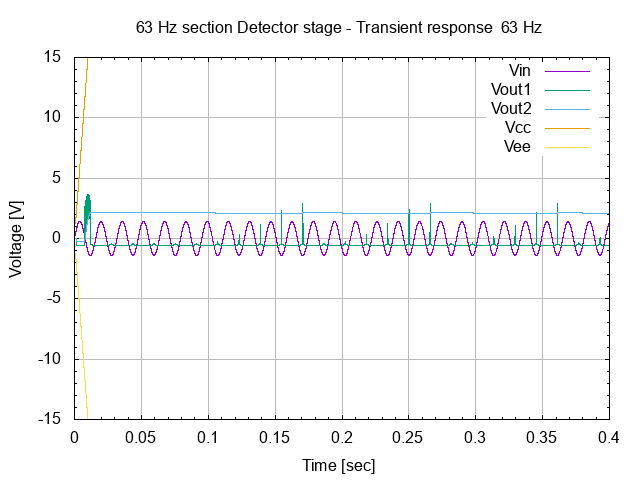 63 Hz section Detector stage - Transient response  63 Hz
15
10
5
0
-5
-10
-15
Voltage [V]
Vin
Vout1
Vout2
Vcc
Vee
0 0.05 0.1 0.15 0.2 0.25 0.3 0.35 0.4
Time [sec]